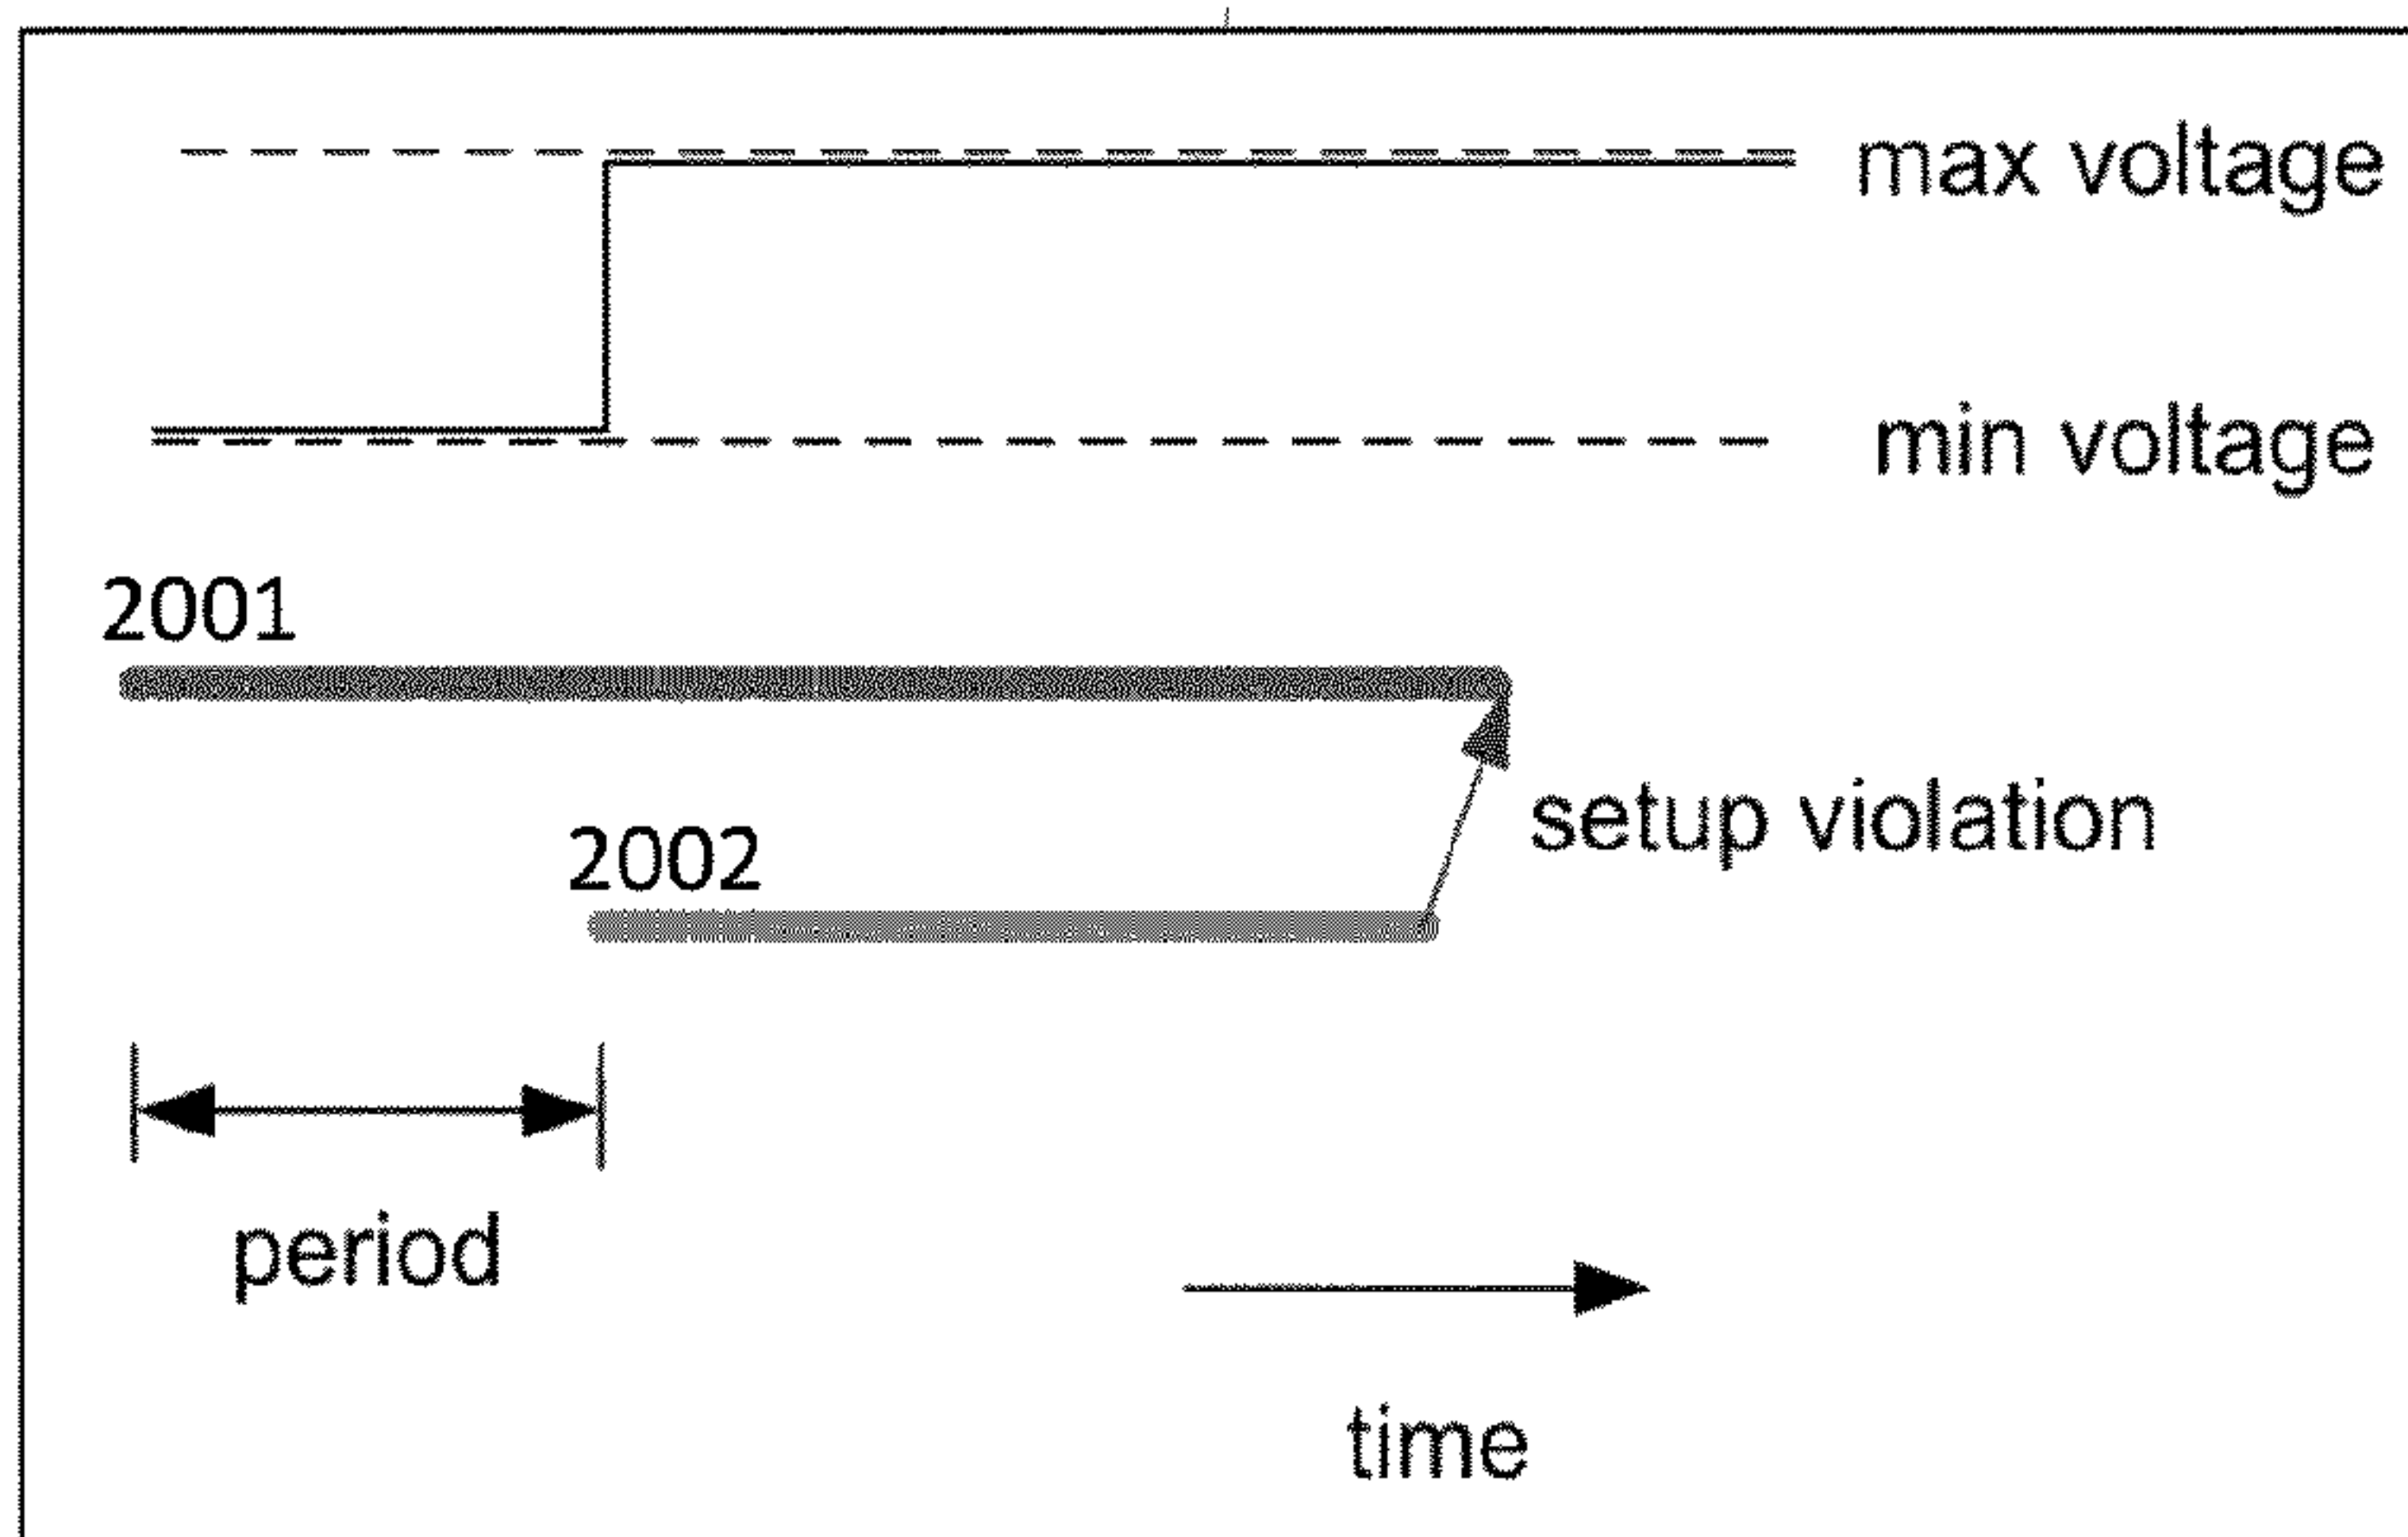 max voltage
min voltage
2001
setup violation
2002
period
time